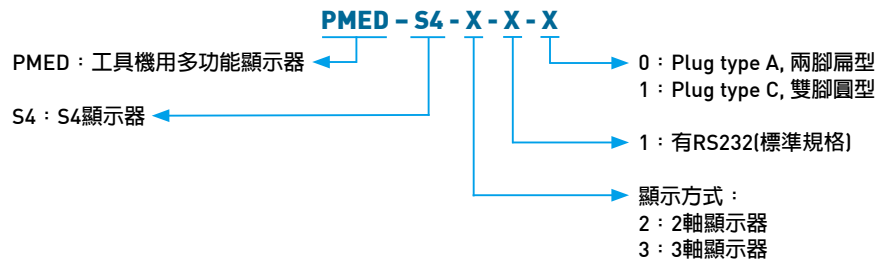 PMED – S4 - X - X - X
PMED：工具機用多功能顯示器
S4：S4顯示器
0：Plug type A, 兩腳扁型
1：Plug type C, 雙腳圓型
1：有RS232(標準規格)
顯示方式：
2：2軸顯示器
3：3軸顯示器